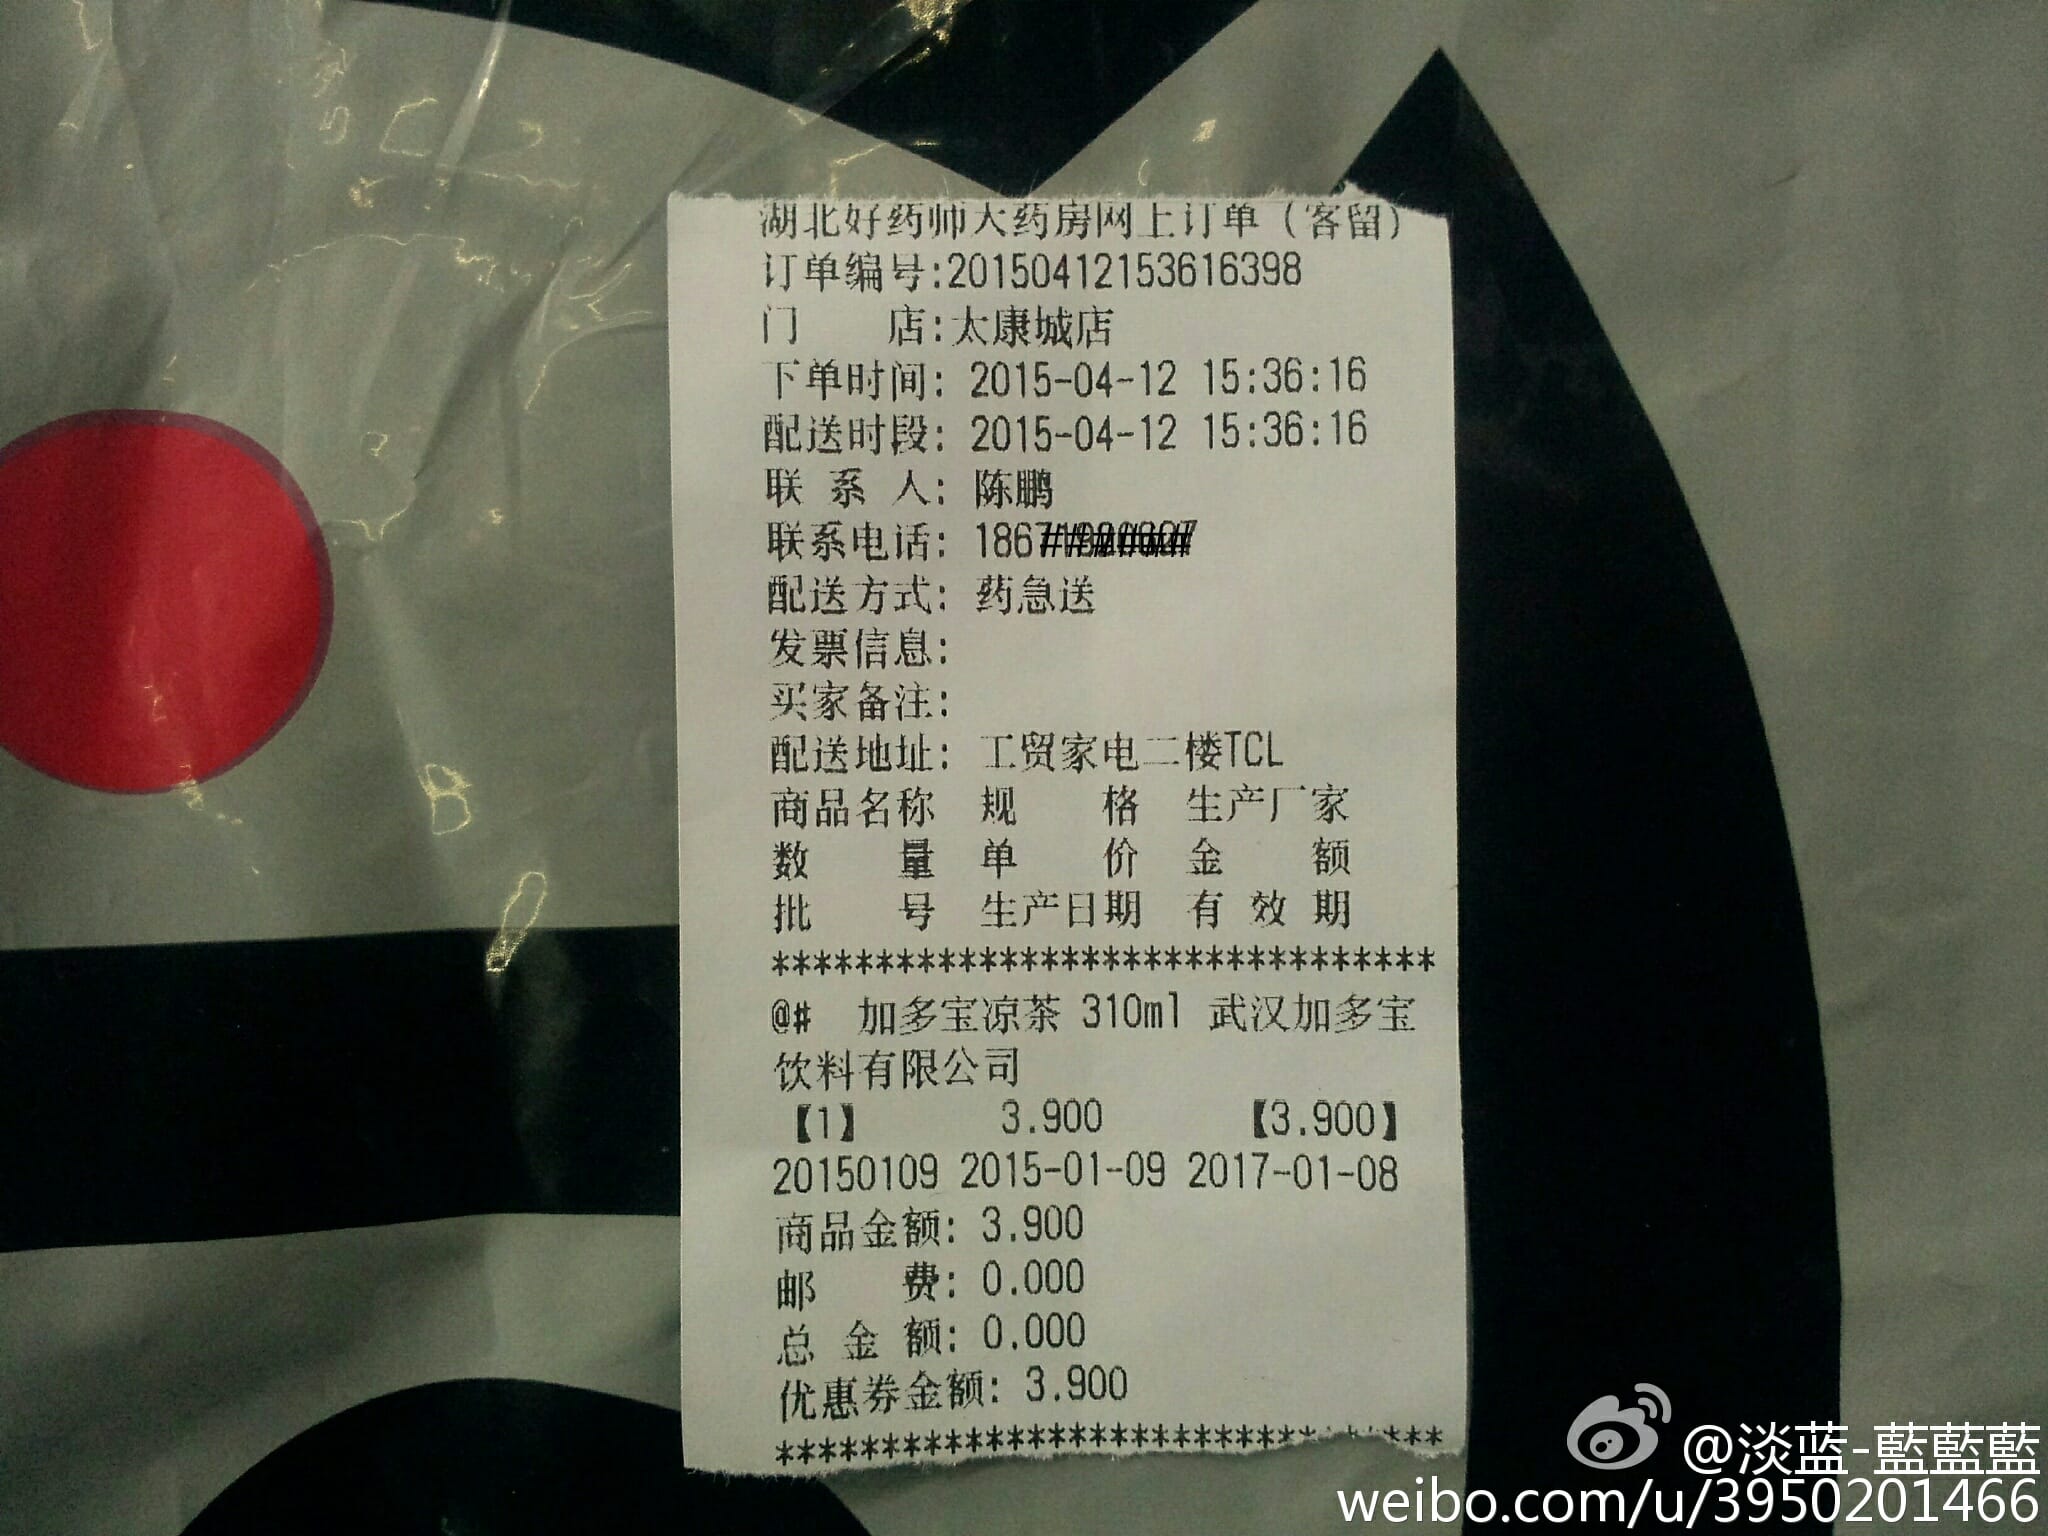 湖北好药师大药房网上订单（客留）
订单编号:20150412153616398
门 店:太康城店
下单时间: 2015-04-12 15:36:16
配送时段: 2015-04-12 15:36:16
联 系 人: 陈鹏
联系电话: 1867
配送方式: 药急送
发票信息:
买家备注:
配送地址: 工贸家电二楼TCL
商品名称 规 格 生产厂家
数 量 单 价 金 额
批 号 生产日期 有 效 期
********************************
@# 加多宝凉茶 310ml 武汉加多宝
饮料有限公司
【1】 3.900 【3.900】
20150109 2015-01-09 2017-01-08
商品金额: 3.900
邮 费: 0.000
总 金 额: 0.000
优惠券金额: 3.900
********************************
@淡蓝-藍藍藍
weibo.com/u/3950201466